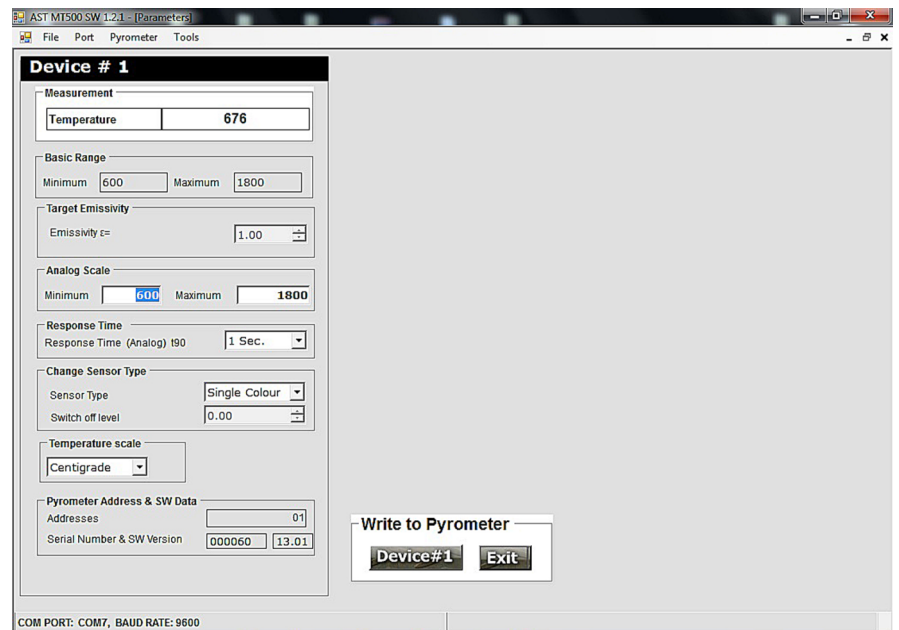 AST MT500 SW 1.2.1 - [Parameters]
File Port Pyrometer Tools
Device # 1
Measurement
Temperature 676
Basic Range
Minimum 600 Maximum 1800
Target Emissivity
Emissivity ε= 1.00
Analog Scale
Minimum 600 Maximum 1800
Response Time
Response Time (Analog) t90 1 Sec.
Change Sensor Type
Sensor Type Single Colour
Switch off level 0.00
Temperature scale
Centigrade
Pyrometer Address & SW Data
Addresses 01
Serial Number & SW Version 000060 13.01
Write to Pyrometer
Device#1 Exit
COM PORT: COM7, BAUD RATE: 9600